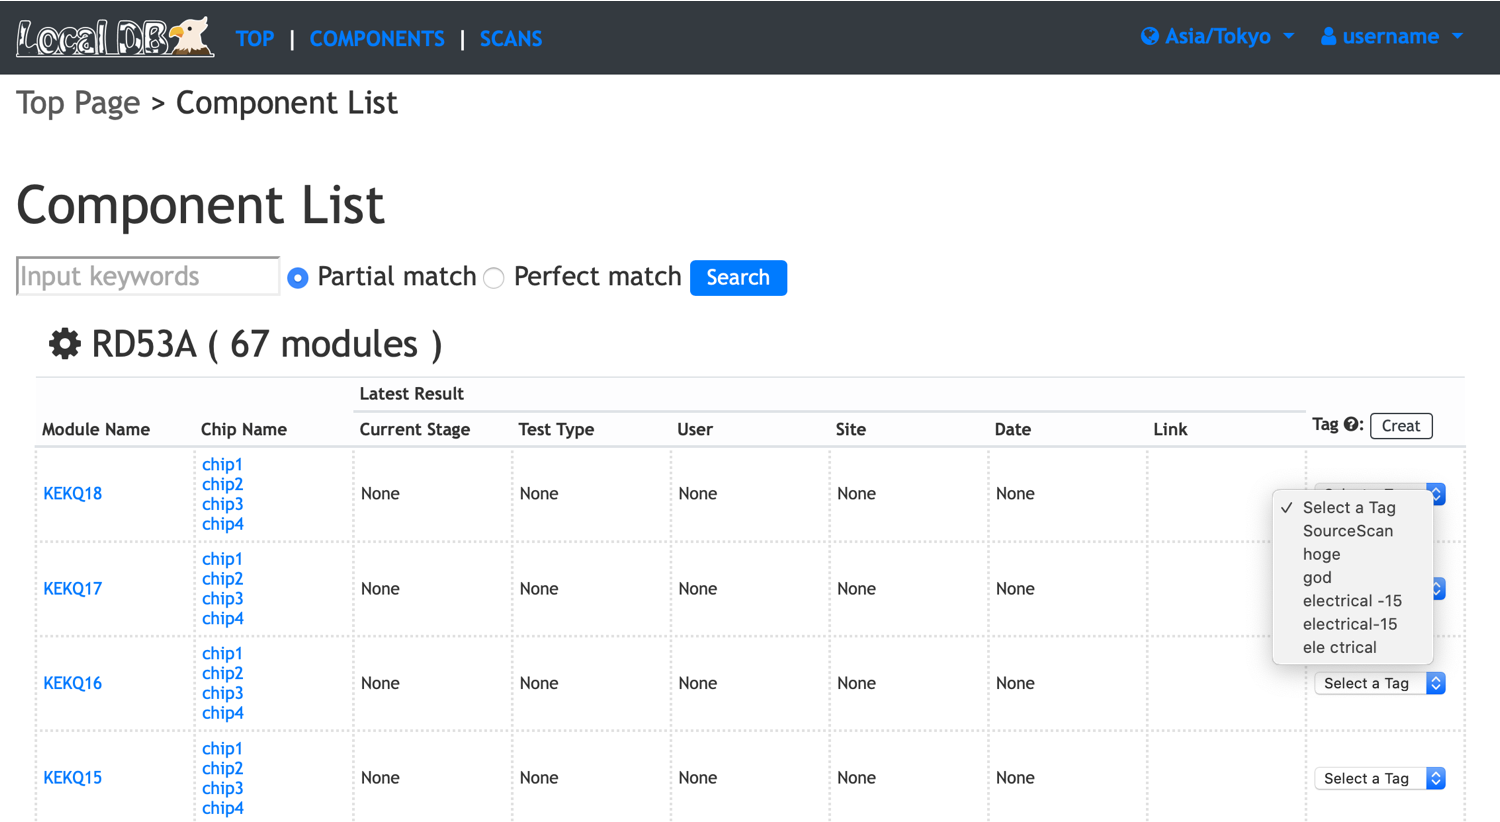 LocalDB TOP | COMPONENTS | SCANS Asia/Tokyo username
Top Page > Component List
Component List
Input keywords Partial match Perfect match Search
RD53A ( 67 modules )
Latest Result
Module Name Chip Name Current Stage Test Type User Site Date Link Tag ?: Creat
KEKQ18 chip1 None None None None None
chip2
chip3
chip4
Select a Tag
SourceScan
hoge
god
electrical -15
electrical-15
ele ctrical
KEKQ17 chip1 None None None None None
chip2
chip3
chip4
KEKQ16 chip1 None None None None None Select a Tag
chip2
chip3
chip4
KEKQ15 chip1 None None None None None Select a Tag
chip2
chip3
chip4